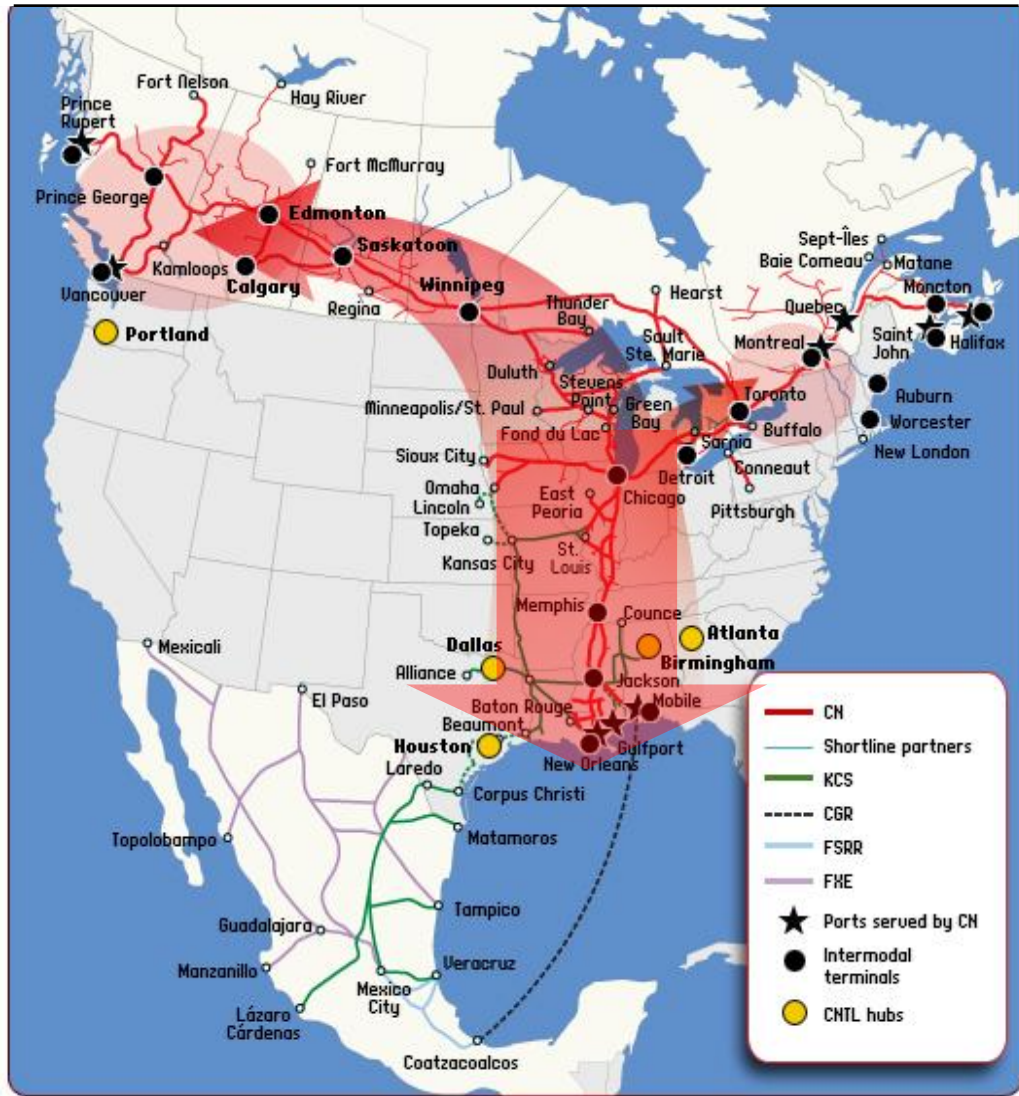 Fort Nelson
Hay River
Prince
Rupert
Fort McMurray
Prince George
Edmonton
Sept-Îles
Saskatoon
Baie Comeau
Matane
Kamloops
Calgary
Winnipeg
Hearst
Moncton
Vancouver
Regina
Thunder
Bay
Quebec
Portland
Sault
Ste. Marie
Montreal
Saint
John
Halifax
Duluth
Stevens
Point
Toronto
Auburn
Minneapolis/St. Paul
Green
Bay
Buffalo
Worcester
Fond du Lac
Sarnia
New London
Sioux City
Detroit
Conneaut
Omaha
East
Peoria
Chicago
Lincoln
Pittsburgh
Topeka
St.
Louis
Kansas City
Memphis
Counce
Mexicali
Dallas
Atlanta
Alliance
Birmingham
Jackson
El Paso
Baton Rouge
Mobile
Beaumont
Houston
Gulfport
New Orleans
Laredo
Corpus Christi
Topolobampo
Matamoros
Tampico
Guadalajara
Manzanillo
Veracruz
Mexico
City
Lázaro
Cárdenas
Coatzacoalcos
CN
Shortline partners
KCS
CGR
FSRR
FXE
Ports served by CN
Intermodal
terminals
CNTL hubs